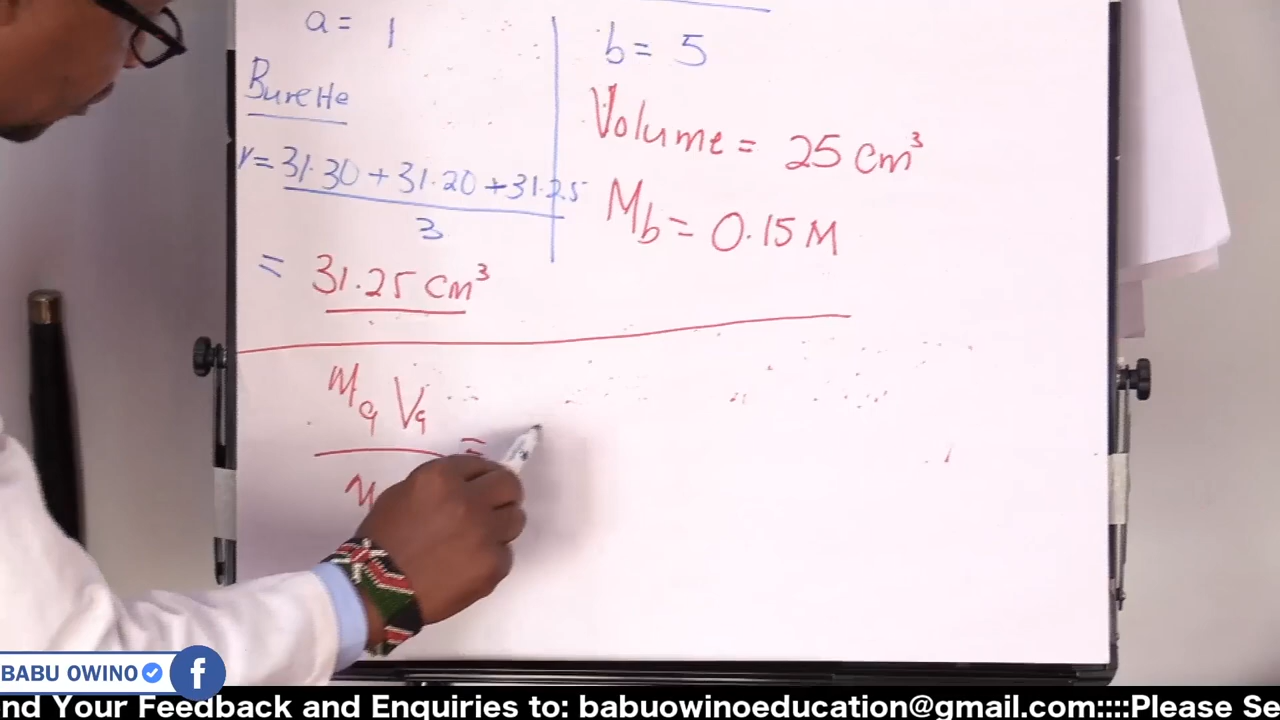 a = 1
Burette
V = 31.30 + 31.20 + 31.25
3
= 31.25 cm³
b = 5
Volume = 25 cm³
Mb = 0.15 M
Ma Va
M
=
BABU OWINO
f
nd Your Feedback and Enquiries to: babuowinoeducation@gmail.com::::Please Se